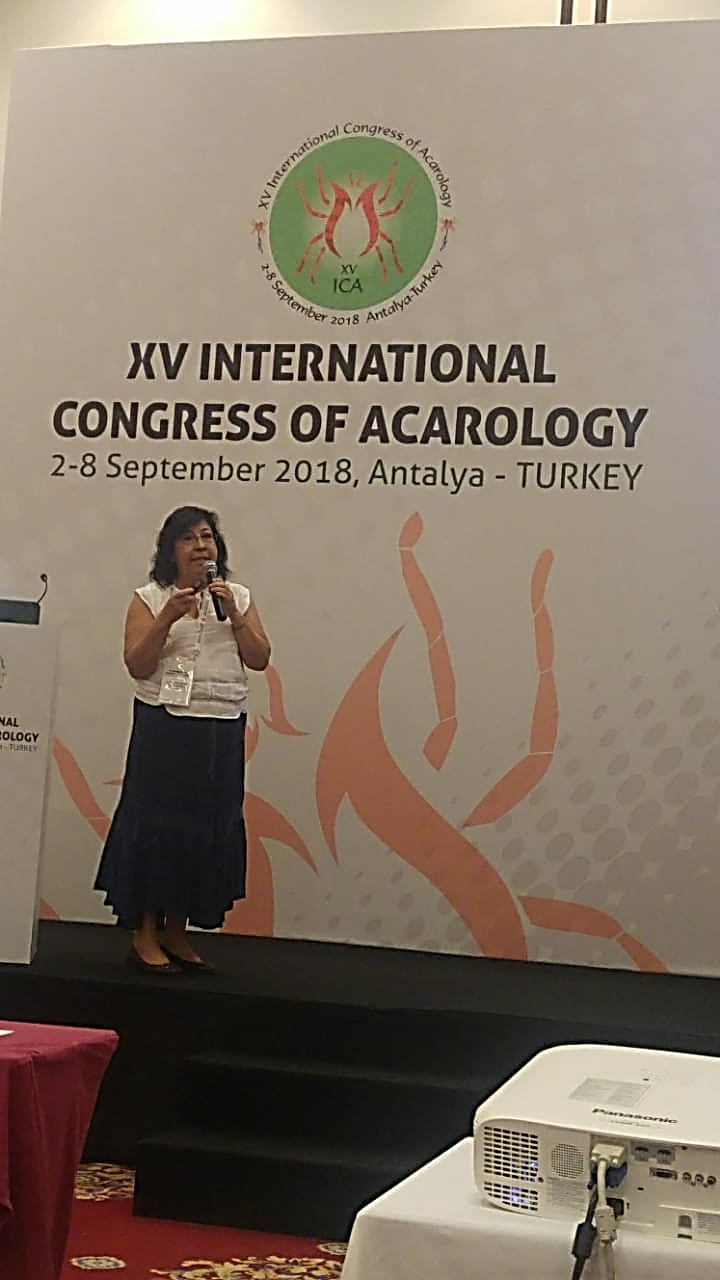 XV International Congress of Acarology
XV
ICA
2-8 September 2018 Antalya-Turkey
XV INTERNATIONAL
CONGRESS OF ACAROLOGY
2-8 September 2018, Antalya - TURKEY
NAL
ROLOGY
- TURKEY
Panasonic